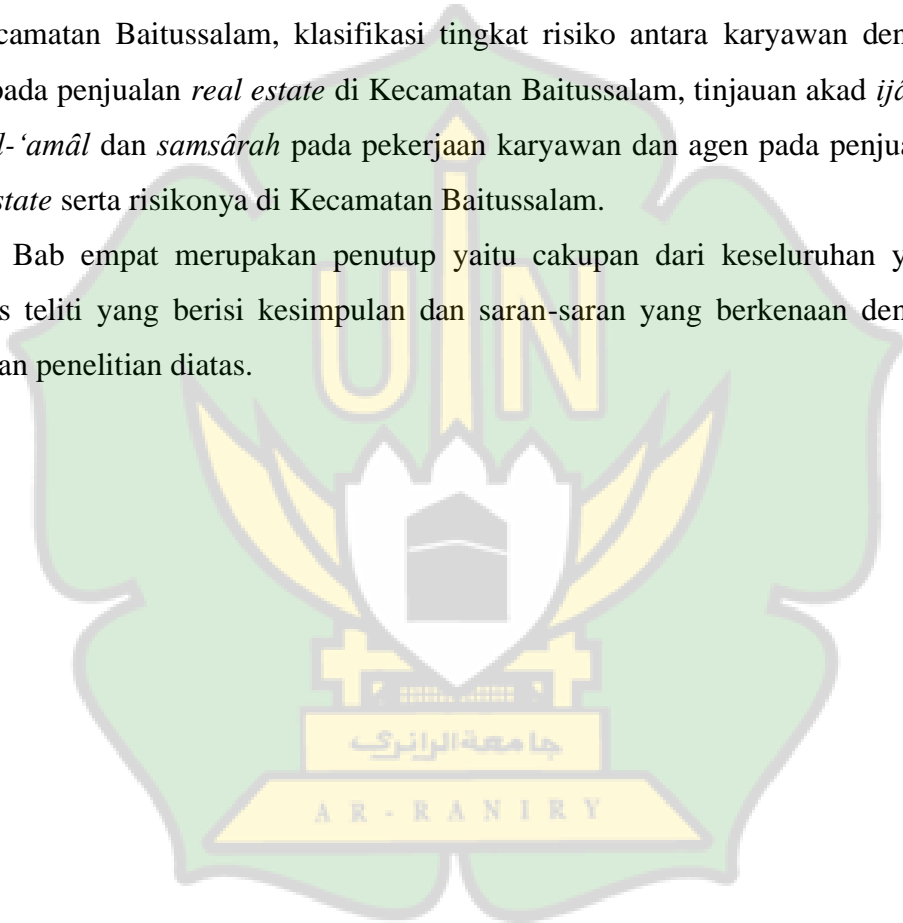 camatan Baitussalam, klasifikasi tingkat risiko antara karyawan den
pada penjualan real estate di Kecamatan Baitussalam, tinjauan akad ijâ
l-‘amâl dan samsârah pada pekerjaan karyawan dan agen pada penjua
state serta risikonya di Kecamatan Baitussalam.
Bab empat merupakan penutup yaitu cakupan dari keseluruhan y
s teliti yang berisi kesimpulan dan saran-saran yang berkenaan den
an penelitian diatas.
UIN
جامعة الرانري
AR-RANIRY